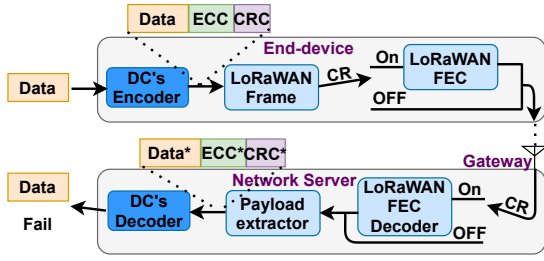 Data ECC CRC
End-device
Data
DC's
Encoder
LoRaWAN
Frame
CR
On
OFF
LoRaWAN
FEC
Data* ECC* CRC*
Gateway
Network Server
Data
Fail
DC's
Decoder
Payload
extractor
LoRaWAN
FEC
Decoder
On
OFF
CR